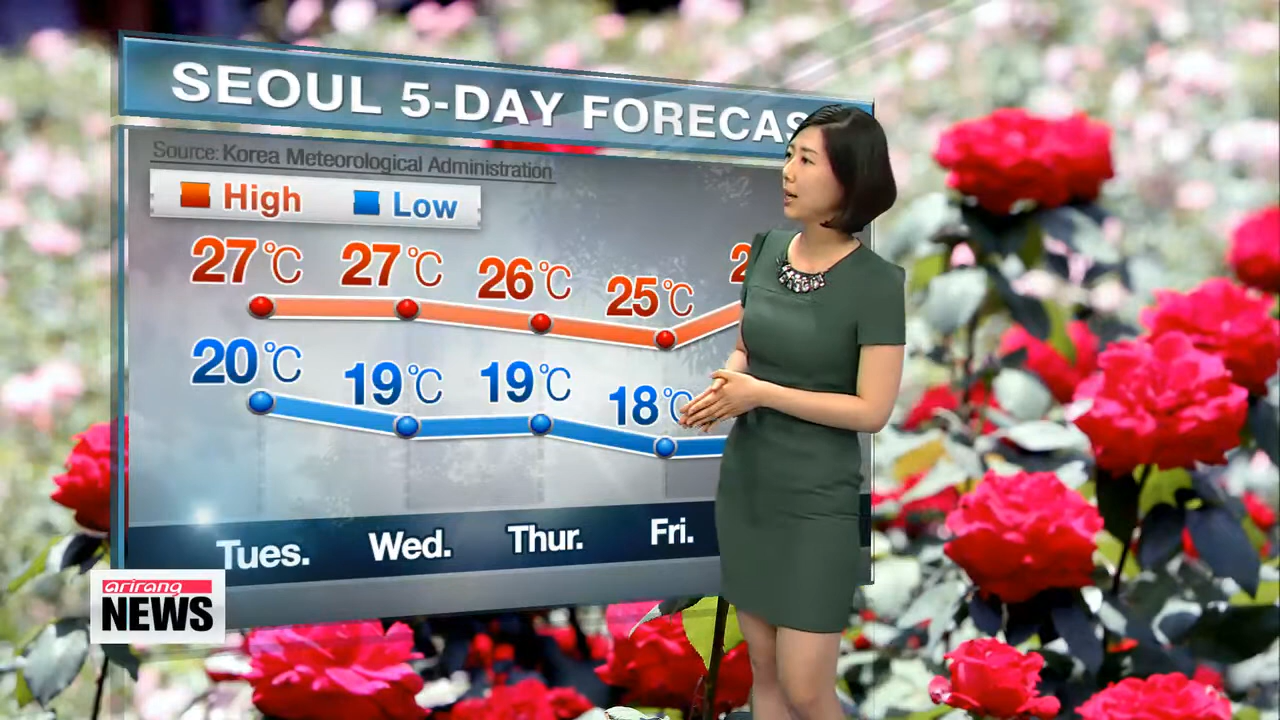 SEOUL 5-DAY FORECAS
Source: Korea Meteorological Administration
High Low
27°C 27°C 26°C 25°C 2
20°C 19°C 19°C 18°C
Tues. Wed. Thur. Fri.
arirang
NEWS